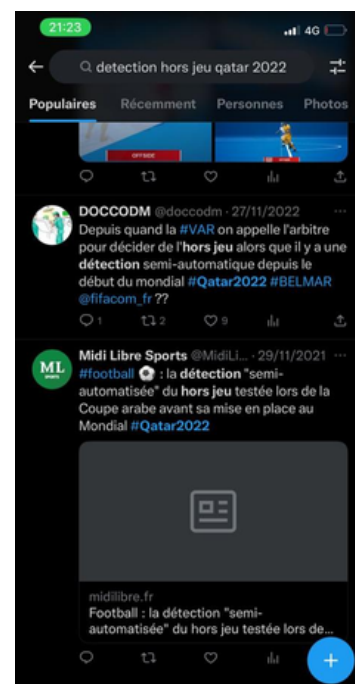 21:23
4G
detection hors jeu qatar 2022
Populaires Récemment Personnes Photos
OFFSIDE
DOCCODM @doccodm · 27/11/2022 ...
Depuis quand la #VAR on appelle l'arbitre
pour décider de l'hors jeu alors que il y a une
détection semi-automatique depuis le
début du mondial #Qatar2022 #BELMAR
@fifacom_fr ??
1 2 9
ML
SPORTS
Midi Libre Sports @MidiLi... · 29/11/2021 ...
#football ⚽ : la détection "semi-
automatisée" du hors jeu testée lors de la
Coupe arabe avant sa mise en place au
Mondial #Qatar2022
midilibre.fr
Football : la détection "semi-
automatisée" du hors jeu testée lors de...